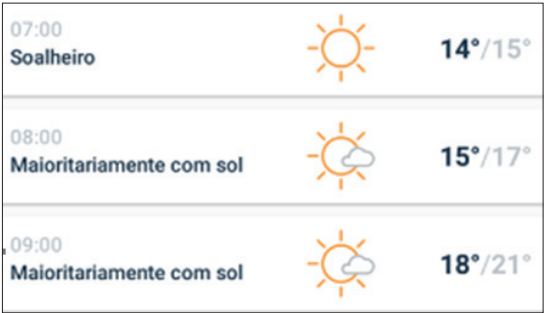 07:00
Soalheiro
14°/15°
08:00
Maioritariamente com sol
15°/17°
09:00
Maioritariamente com sol
18°/21°